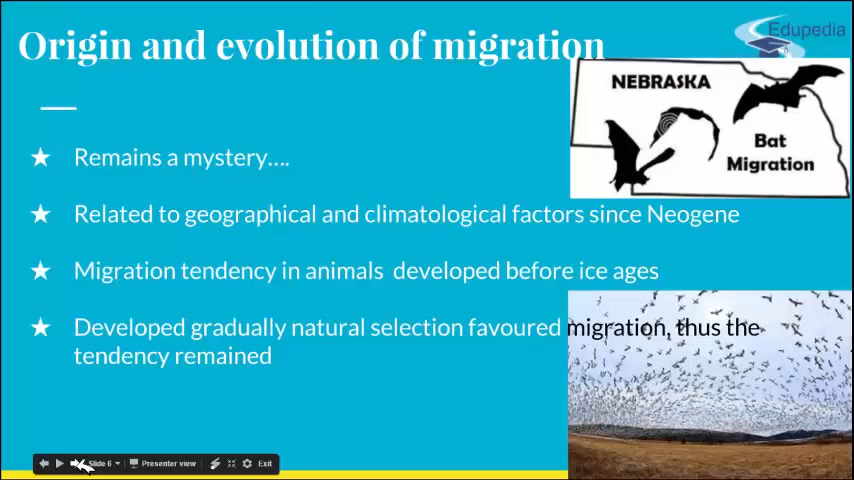 Origin and evolution of migration
Edupedia
NEBRASKA
Bat
Migration
Remains a mystery....
Related to geographical and climatological factors since Neogene
Migration tendency in animals developed before ice ages
Developed gradually natural selection favoured migration, thus the
tendency remained
Slide 6
Presenter view
Exit